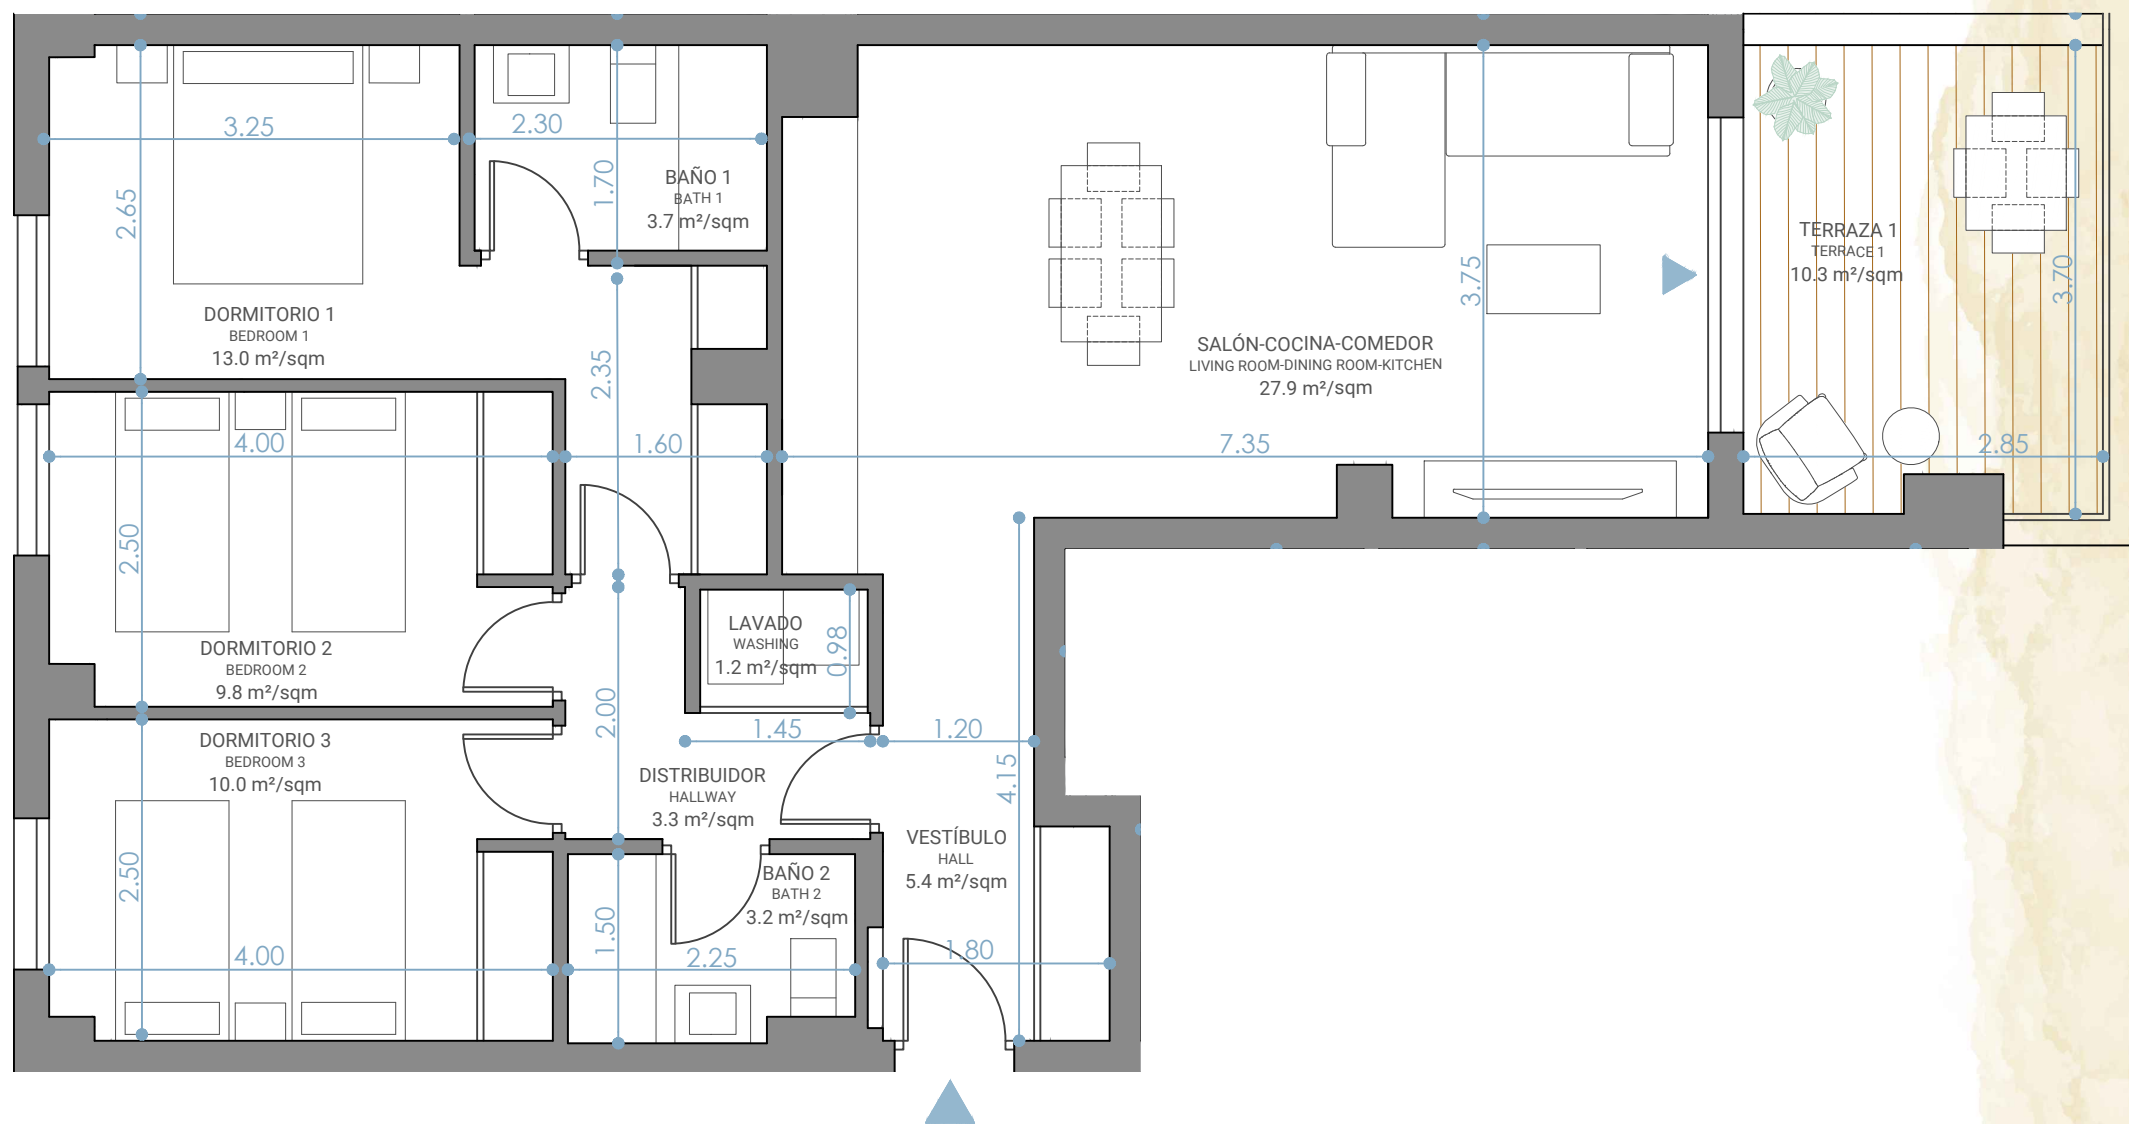 3.25
2.65
DORMITORIO 1
BEDROOM 1
13.0 m²/sqm
2.30
1.70
BAÑO 1
BATH 1
3.7 m²/sqm
2.35
1.60
4.00
2.50
DORMITORIO 2
BEDROOM 2
9.8 m²/sqm
SALÓN-COCINA-COMEDOR
LIVING ROOM-DINING ROOM-KITCHEN
27.9 m²/sqm
3.75
7.35
TERRAZA 1
TERRACE 1
10.3 m²/sqm
3.70
2.85
LAVADO
WASHING
1.2 m²/sqm
0.98
1.45
1.20
2.00
DISTRIBUIDOR
HALLWAY
3.3 m²/sqm
4.15
VESTÍBULO
HALL
5.4 m²/sqm
1.80
DORMITORIO 3
BEDROOM 3
10.0 m²/sqm
2.50
4.00
BAÑO 2
BATH 2
3.2 m²/sqm
1.50
2.25